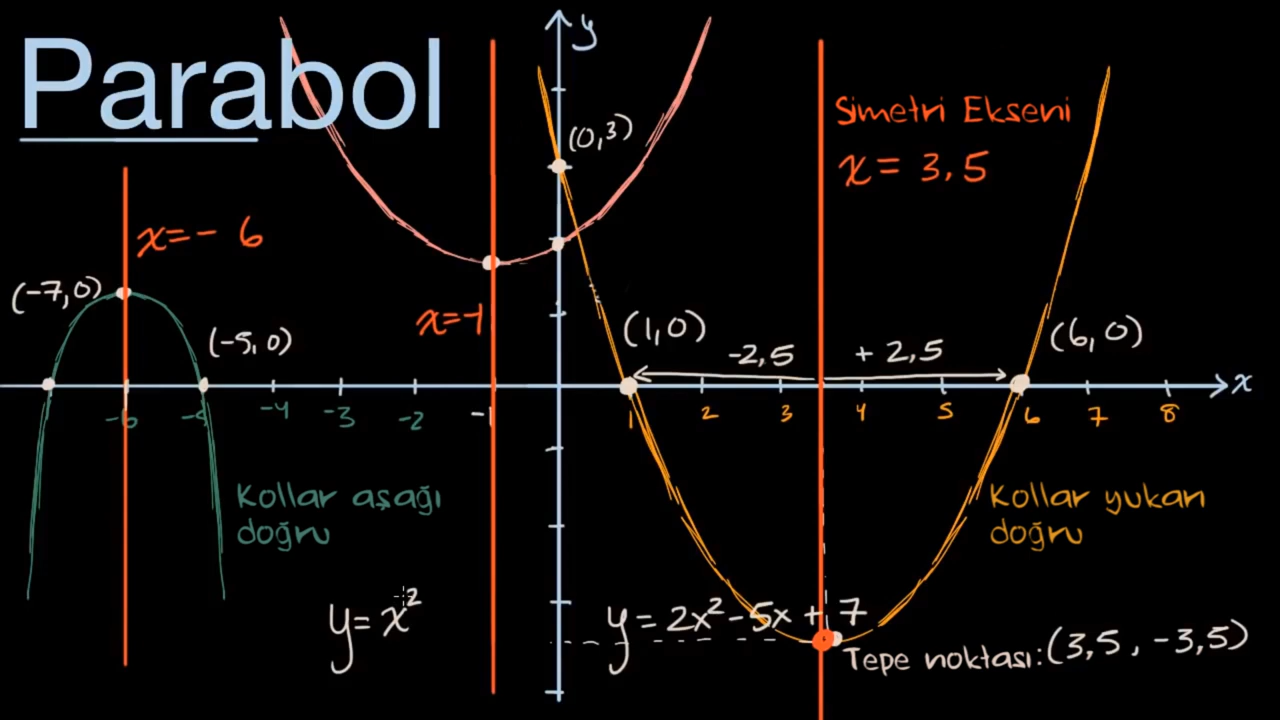 Parabol
y
(0,3)
Simetri Ekseni
x = 3,5
x = - 6
(-7,0)
x=-1
(1,0)
(-5,0)
-2,5
+ 2,5
(6,0)
x
-6 -5 -4 -3 -2 -1 1 2 3 4 5 6 7 8
Kollar aşağı
doğru
Kollar yukarı
doğru
y = x²
y = 2x² - 5x + 7
Tepe noktası: (3,5 , -3,5)